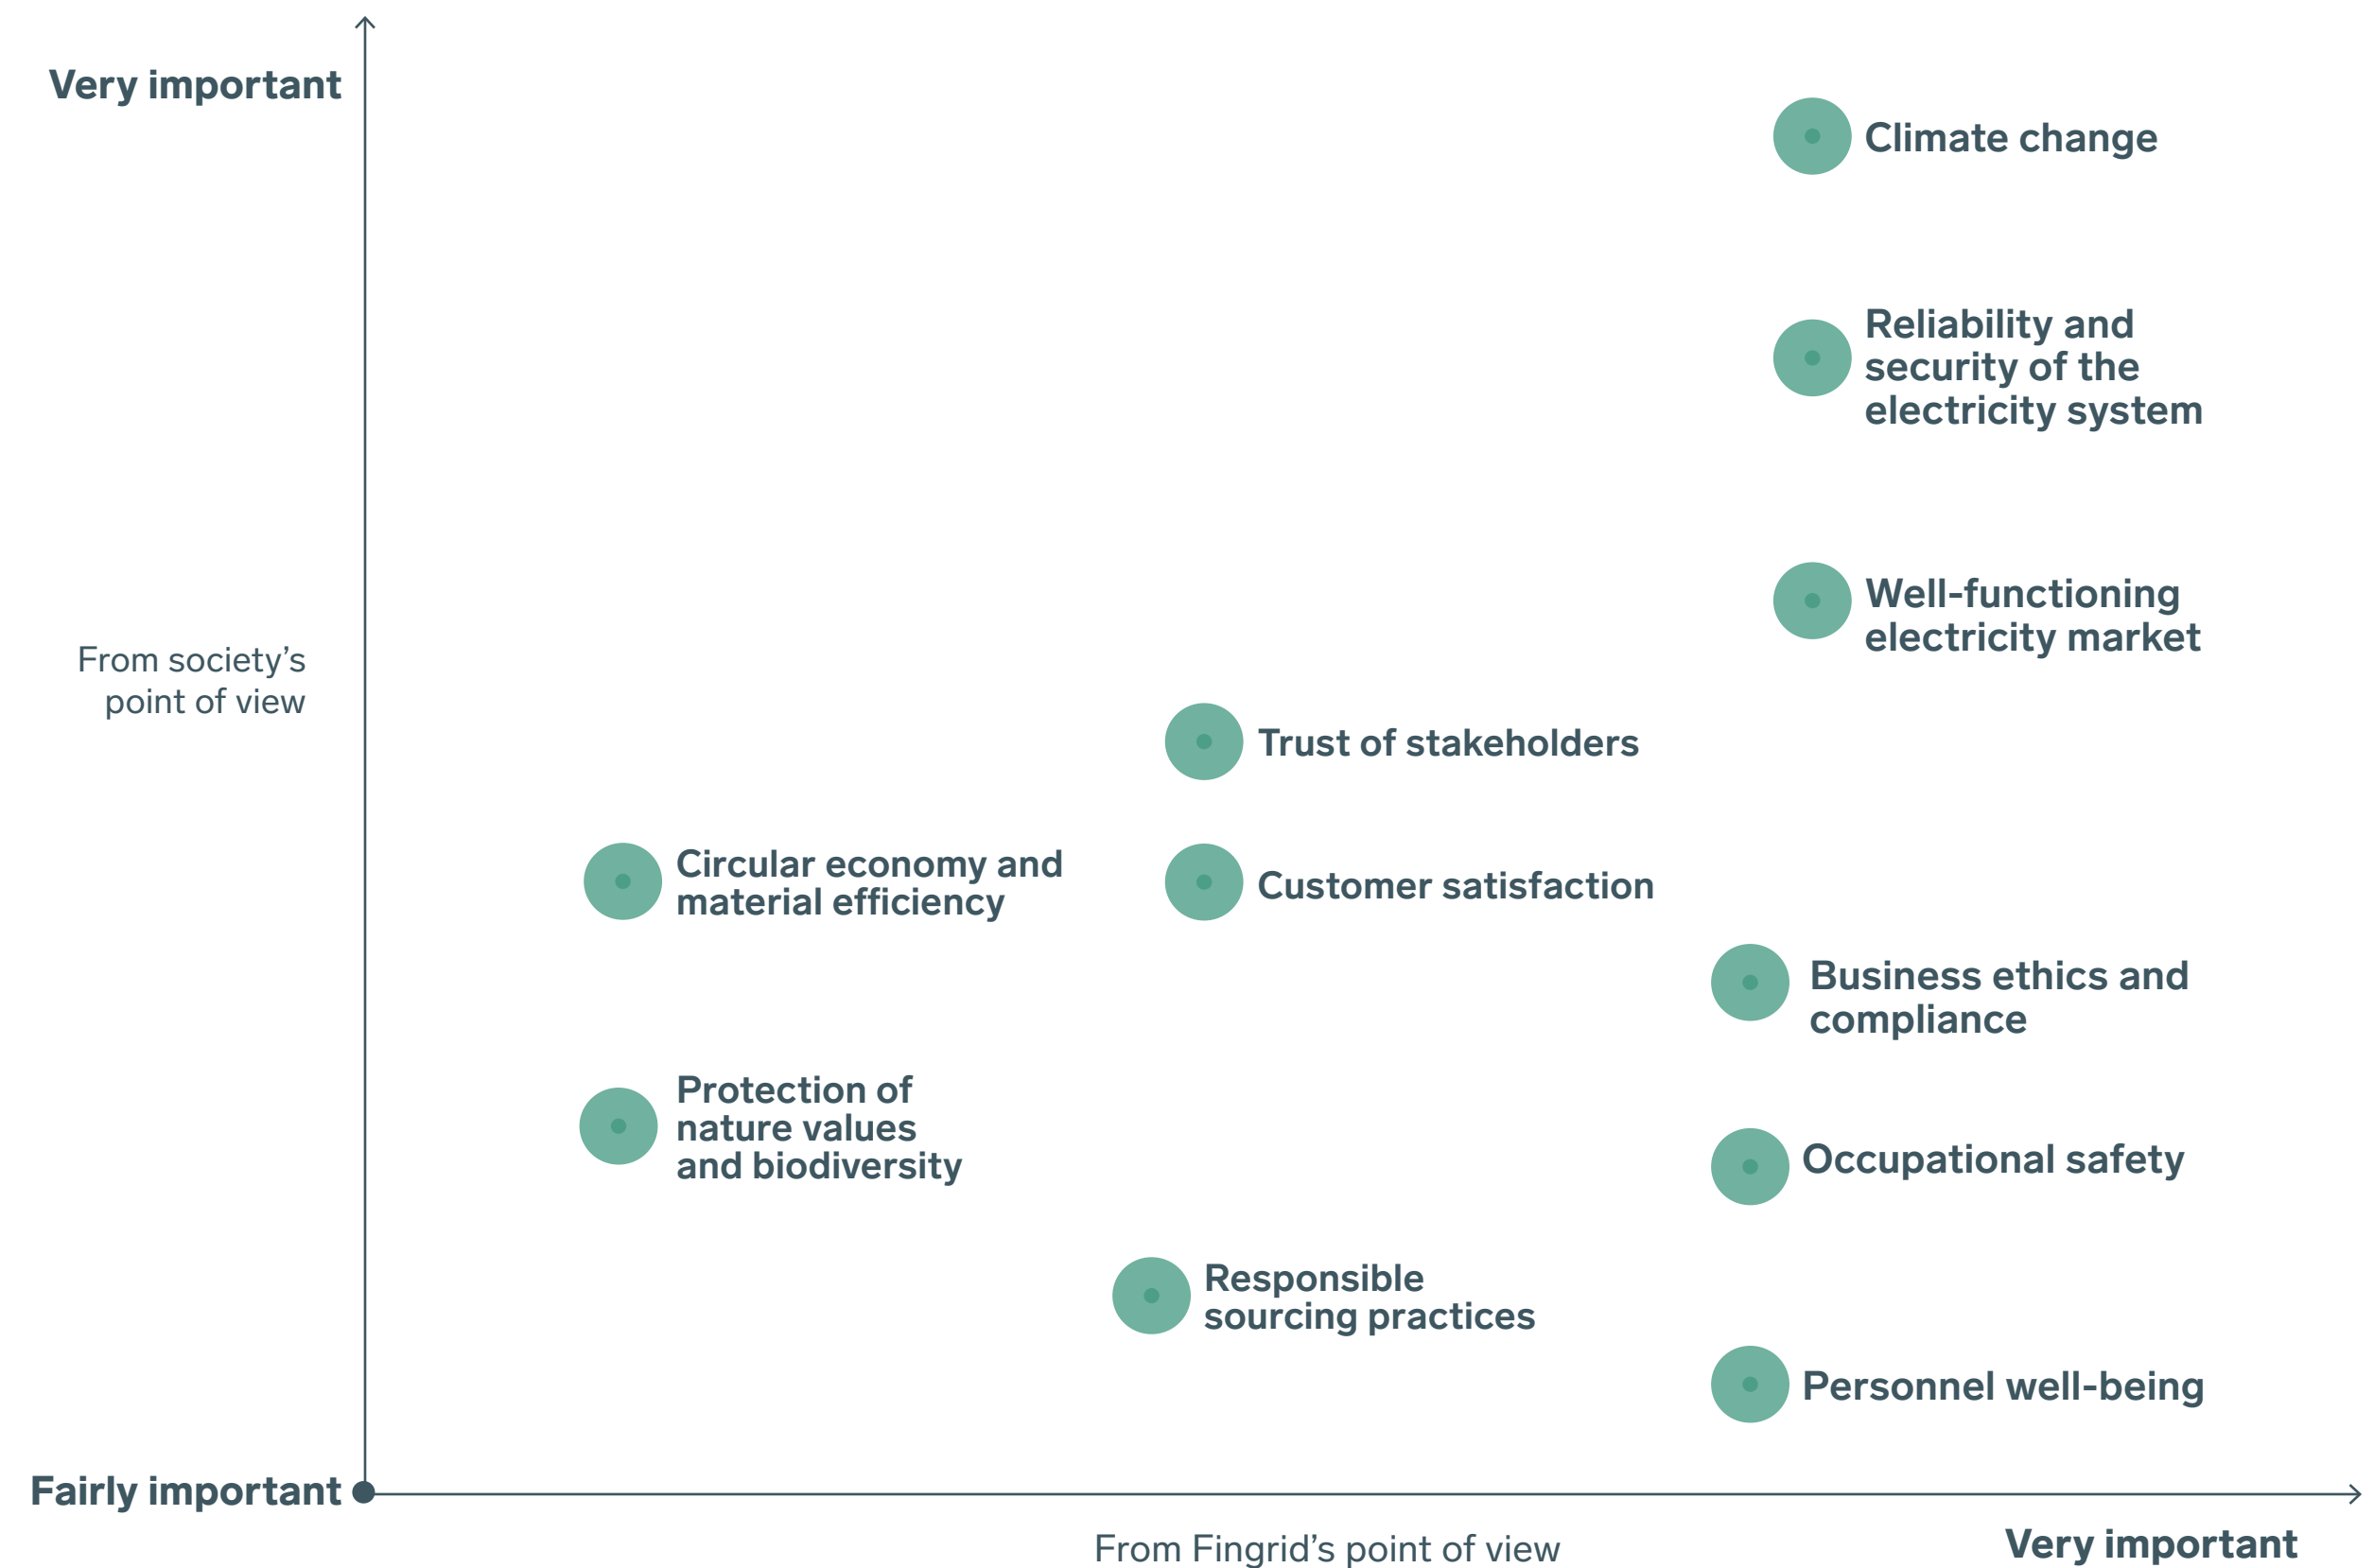 Very important
Climate change
Reliability and
security of the
electricity system
Well-functioning
electricity market
From society’s
point of view
Trust of stakeholders
Circular economy and
material efficiency
Customer satisfaction
Business ethics and
compliance
Protection of
nature values
and biodiversity
Occupational safety
Responsible
sourcing practices
Personnel well-being
Fairly important
From Fingrid’s point of view
Very important